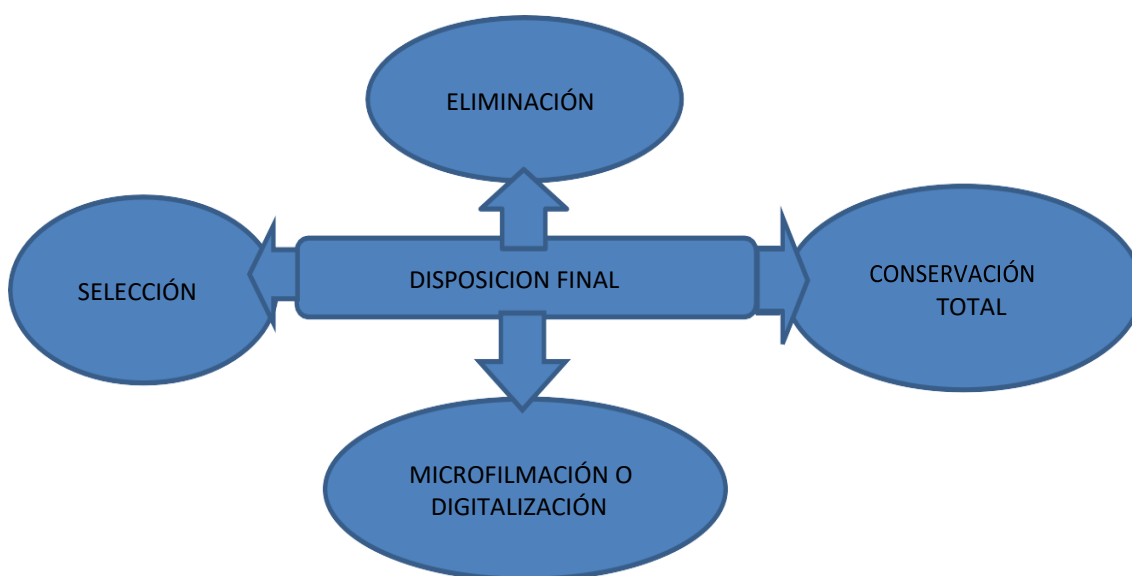 ELIMINACIÓN
SELECCIÓN
DISPOSICION FINAL
CONSERVACIÓN
TOTAL
MICROFILMACIÓN O
DIGITALIZACIÓN